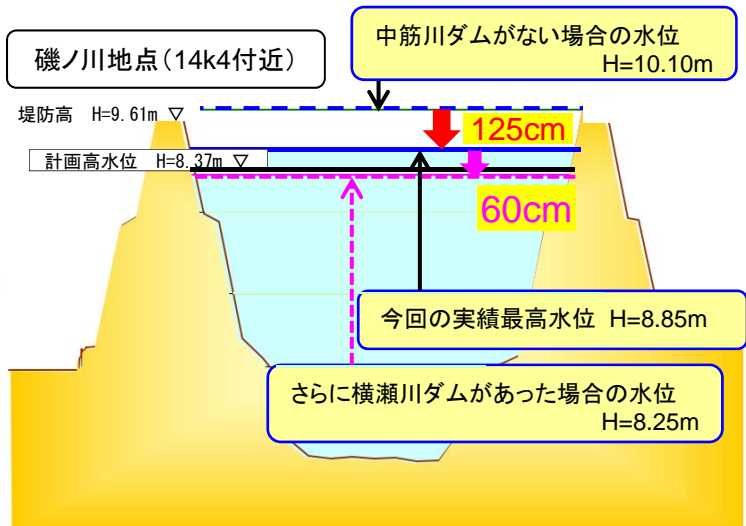 中筋川ダムがない場合の水位
H=10.10m
磯ノ川地点(14k4付近)
堤防高 H=9.61m ▽
125cm
計画高水位 H=8.37m ▽
60cm
今回の実績最高水位 H=8.85m
さらに横瀬川ダムがあった場合の水位
H=8.25m